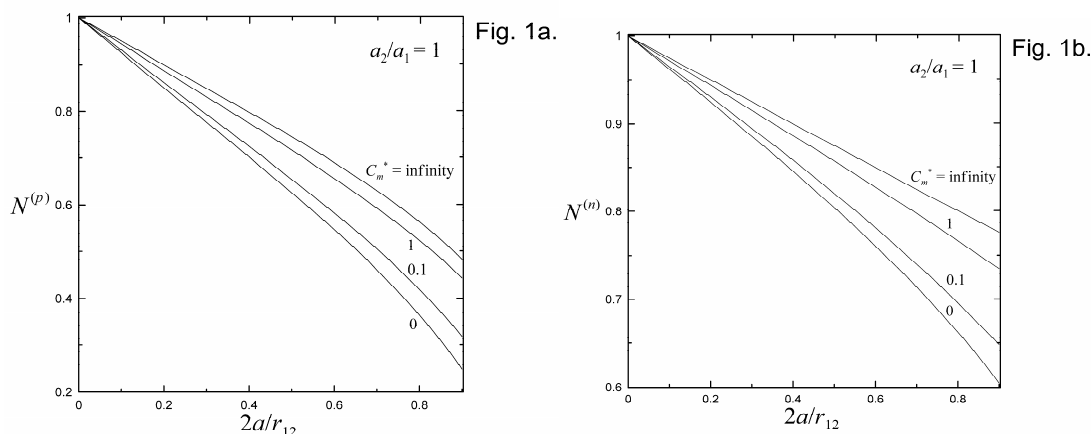 Fig. 1a.
a₂/a₁ = 1
1
0.8
0.6
0.4
0.2
N⁽ᵖ⁾
Cₘ* = infinity
1
0.1
0
0
0.2
0.4
0.6
0.8
2a/r₁₂
Fig. 1b.
a₂/a₁ = 1
1
0.9
0.8
0.7
0.6
N⁽ⁿ⁾
Cₘ* = infinity
1
0.1
0
0
0.2
0.4
0.6
0.8
2a/r₁₂